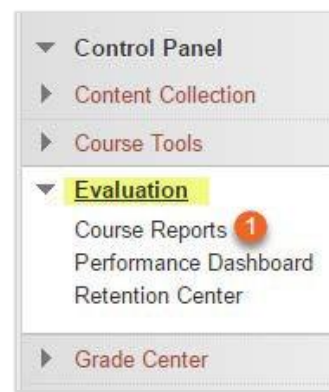 Control Panel
Content Collection
Course Tools
Evaluation
Course Reports 1
Performance Dashboard
Retention Center
Grade Center